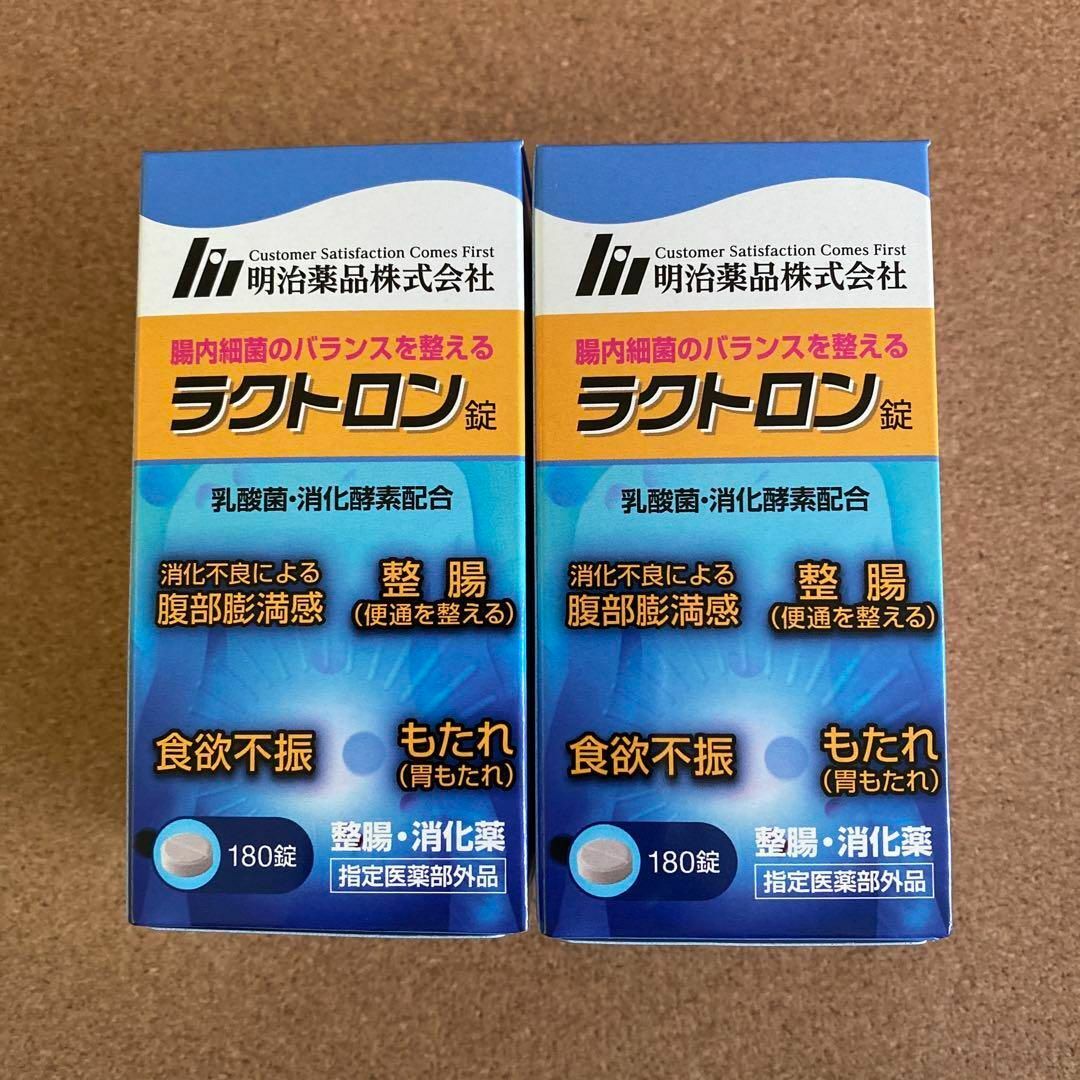 Customer Satisfaction Comes First
明治薬品株式会社
腸内細菌のバランスを整える
ラクトロン錠
乳酸菌・消化酵素配合
消化不良による
腹部膨満感
整腸
(便通を整える)
食欲不振
もたれ
(胃もたれ)
180錠
整腸・消化薬
指定医薬部外品
Customer Satisfaction Comes First
明治薬品株式会社
腸内細菌のバランスを整える
ラクトロン錠
乳酸菌・消化酵素配合
消化不良による
腹部膨満感
整腸
(便通を整える)
食欲不振
もたれ
(胃もたれ)
180錠
整腸・消化薬
指定医薬部外品